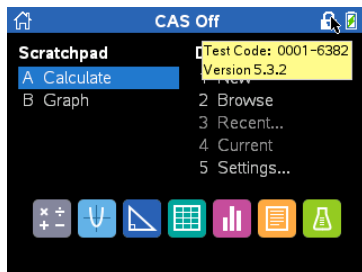 CAS Off
Scratchpad
A Calculate
B Graph
Test Code: 0001-6382
Version 5.3.2
2 Browse
3 Recent...
4 Current
5 Settings...